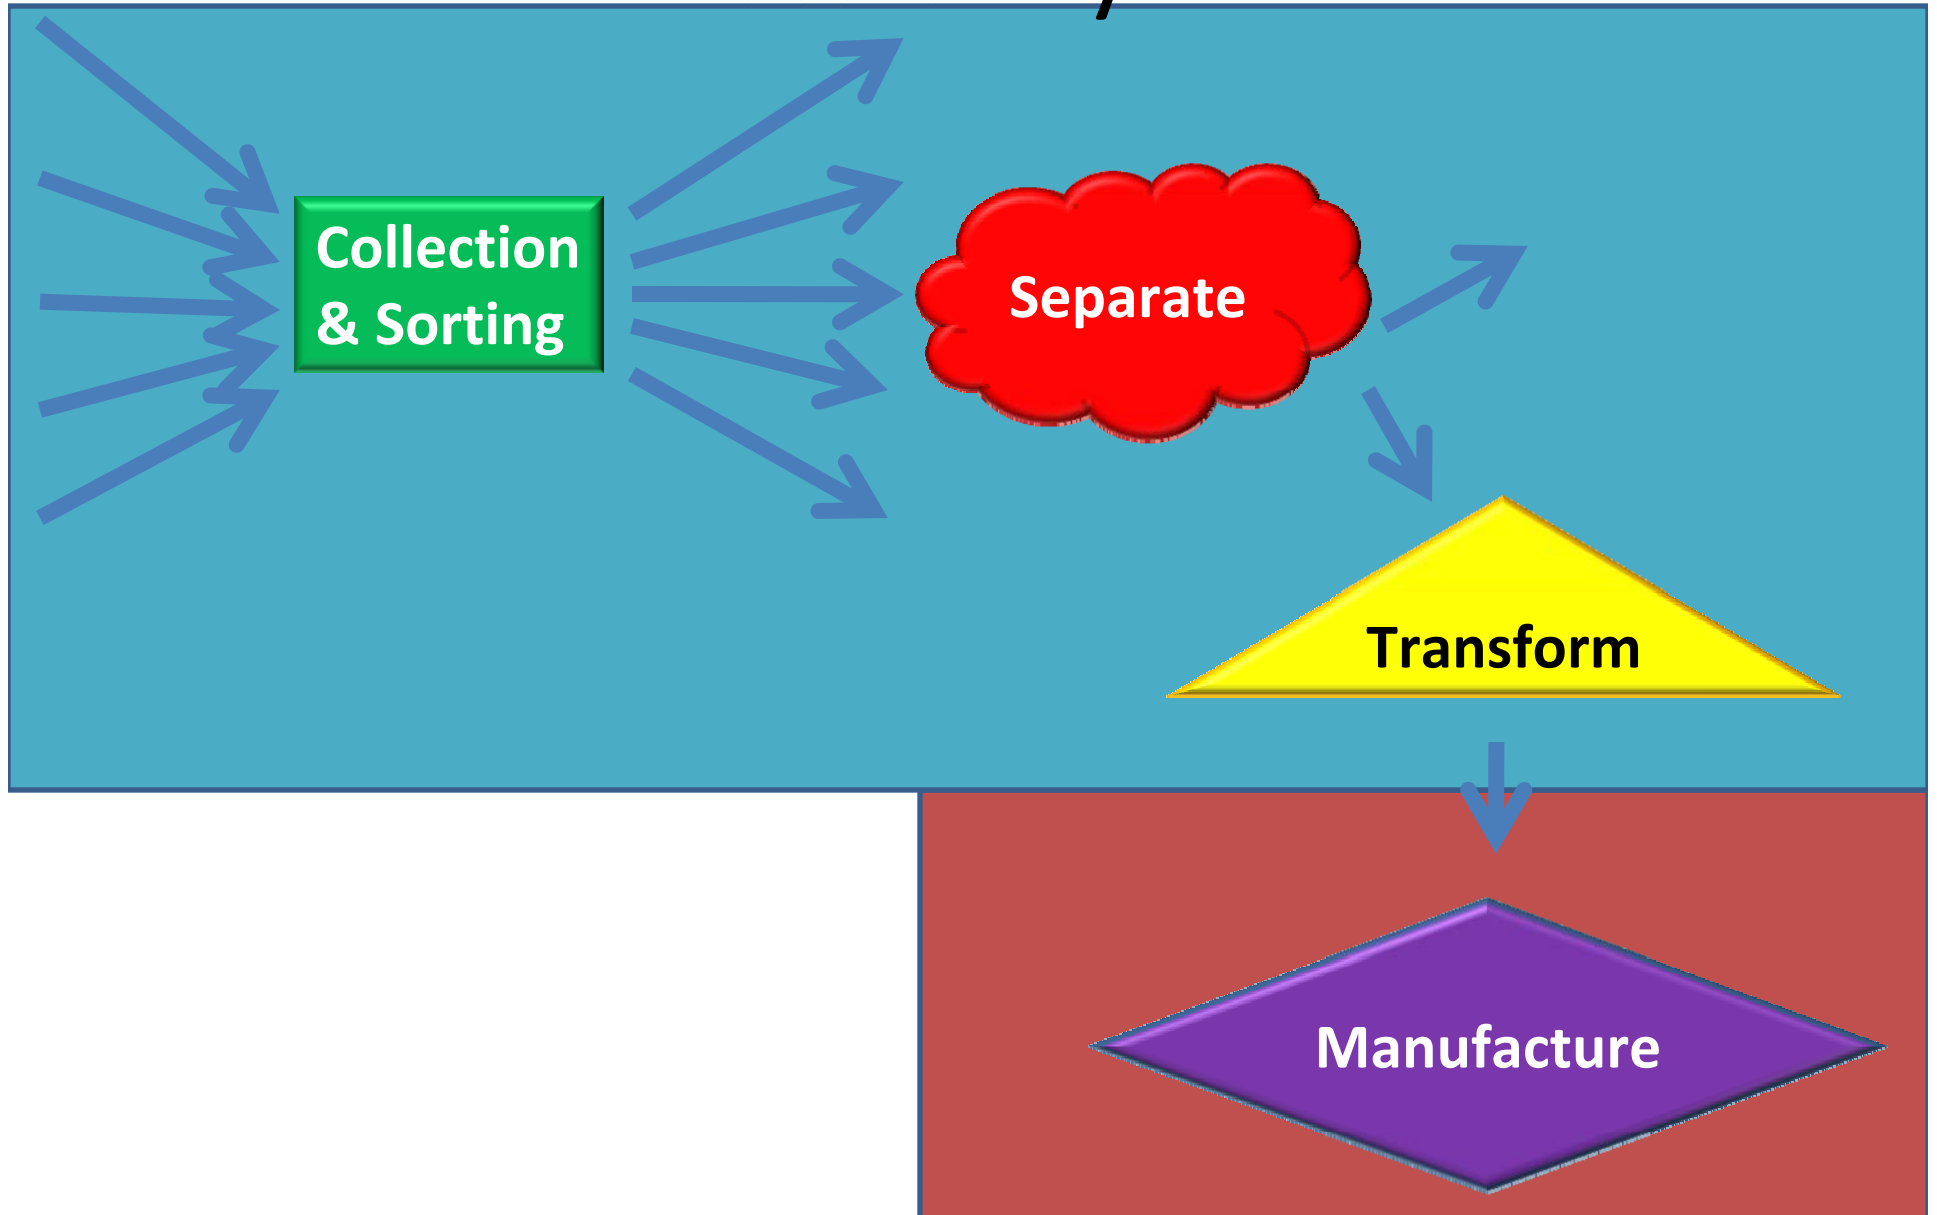 Collection
& Sorting
Separate
Transform
Manufacture